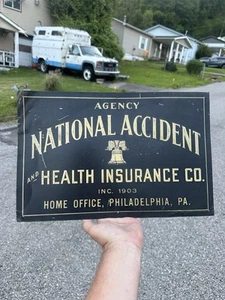 AGENCY
NATIONAL ACCIDENT
AND HEALTH INSURANCE CO.
INC. 1903
HOME OFFICE, PHILADELPHIA, PA.